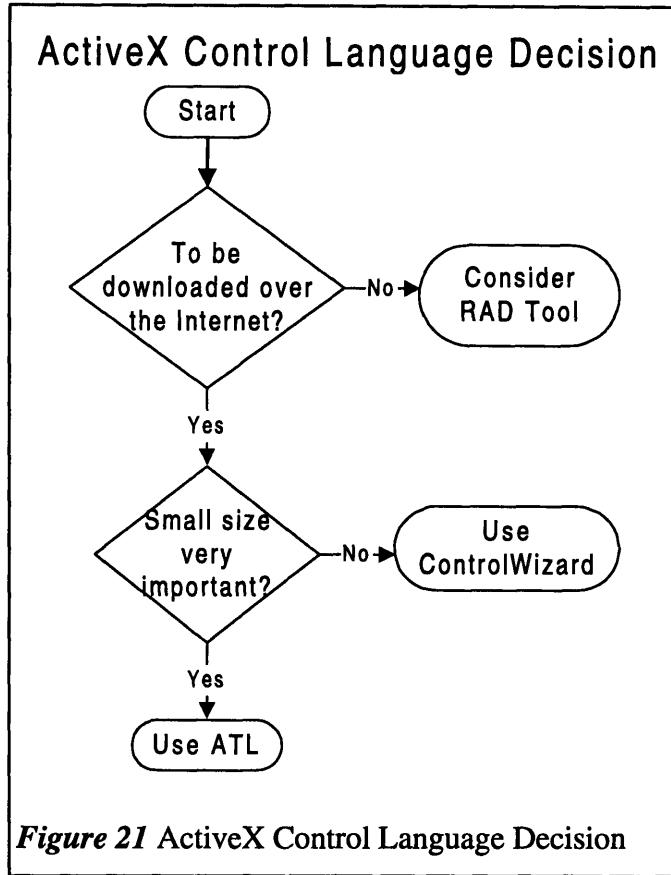 ActiveX Control Language Decision
Start
To be
downloaded over
the Internet?
No
Consider
RAD Tool
Yes
Small size
very
important?
No
Use
ControlWizard
Yes
Use ATL
Figure 21 ActiveX Control Language Decision